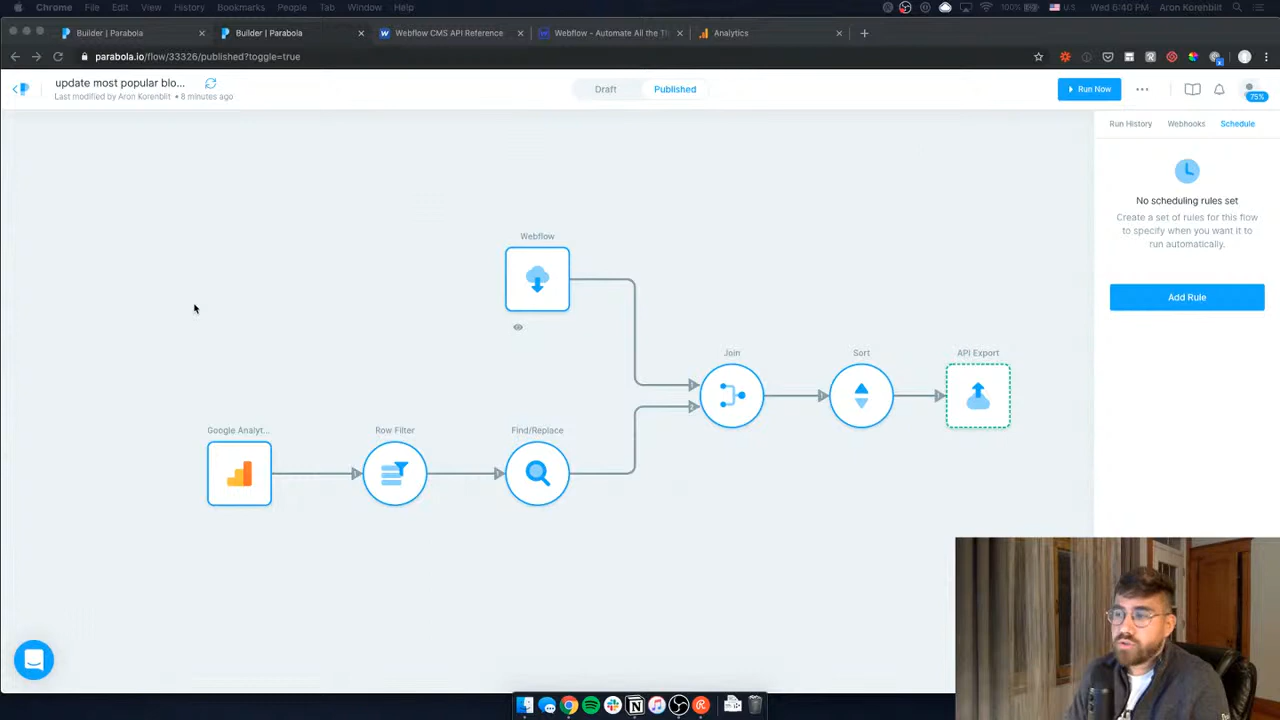 Chrome File Edit View History Bookmarks People Tab Window Help 100% U.S. Wed 6:40 PM Aron Korenblit
Builder | Parabola Builder | Parabola Webflow CMS API Reference Webflow - Automate All the Th Analytics
parabola.io/flow/33326/published?toggle=true
update most popular blo...
Last modified by Aron Korenblit • 8 minutes ago
Draft Published
Run Now
75%
Run History Webhooks Schedule
No scheduling rules set
Create a set of rules for this flow
to specify when you want it to
run automatically.
Add Rule
Webflow
Join
Sort
API Export
Google Analyt...
Row Filter
Find/Replace